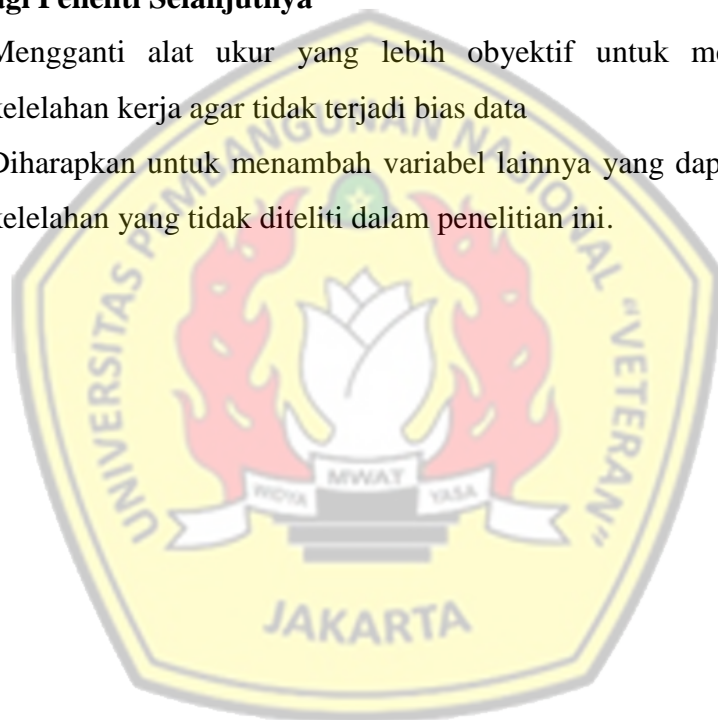 agi Peneliti Selanjutnya
Mengganti alat ukur yang lebih obyektif untuk me
kelelahan kerja agar tidak terjadi bias data
Diharapkan untuk menambah variabel lainnya yang dap
kelelahan yang tidak diteliti dalam penelitian ini.
UNIVERSITAS PEMBANGUNAN NASIONAL "VETERAN"
WIDYA MWAT YASA
JAKARTA